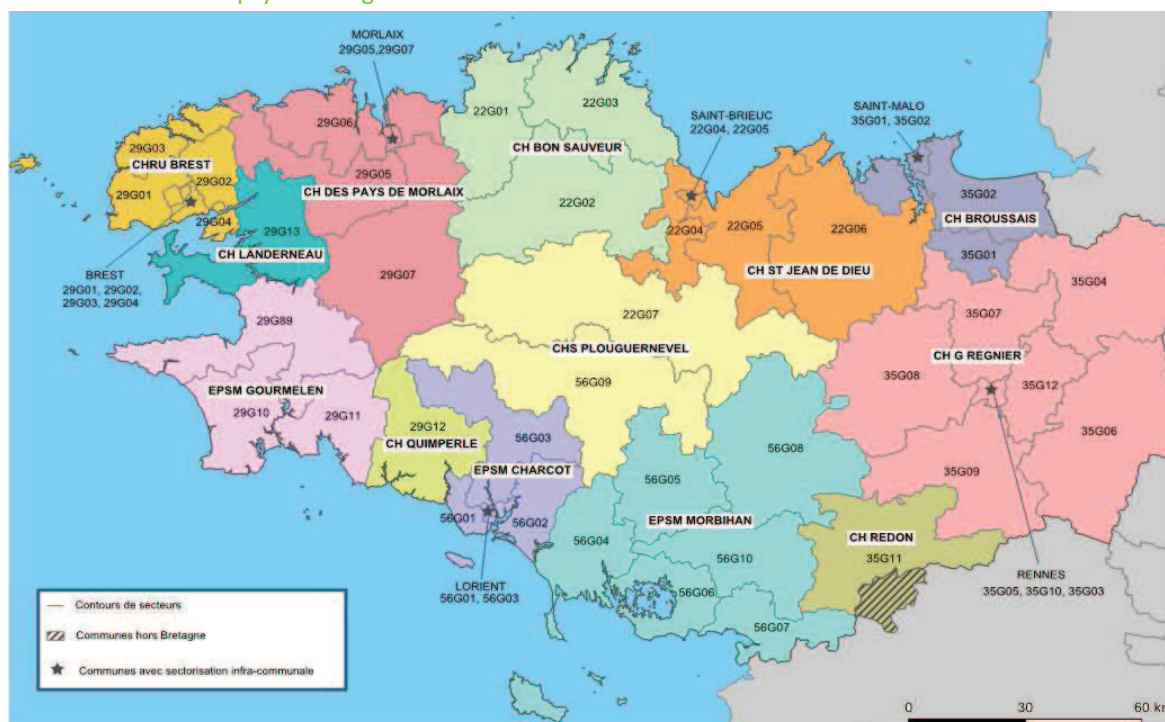 MORLAIX
29G05,29G07
22G01
22G03
29G06
SAINT-BRIEUC
22G04, 22G05
SAINT-MALO
35G01, 35G02
29G03
CHRU BREST
29G02
29G01
29G05
CH BON SAUVEUR
CH DES PAYS DE MORLAIX
35G02
22G02
CH BROUSSAIS
29G04
29G13
22G04
22G05
22G06
CH LANDERNEAU
35G01
35G04
BREST
29G01, 29G02,
29G03, 29G04
29G07
CH ST JEAN DE DIEU
29G89
22G07
35G07
CHS PLOUGUERNEVEL
CH G REGNIER
56G09
35G08
35G12
EPSM GOURMELEN
29G10
29G11
29G12
CH QUIMPERLE
56G03
35G06
56G08
EPSM CHARCOT
56G05
35G09
56G01
56G02
EPSM MORBIHAN
56G04
CH REDON
35G11
56G10
LORIENT
56G01, 56G03
56G06
RENNES
35G05, 35G10, 35G03
56G07
Contours de secteurs
Communes hors Bretagne
Communes avec sectorisation infra-communale
0 30 60 km